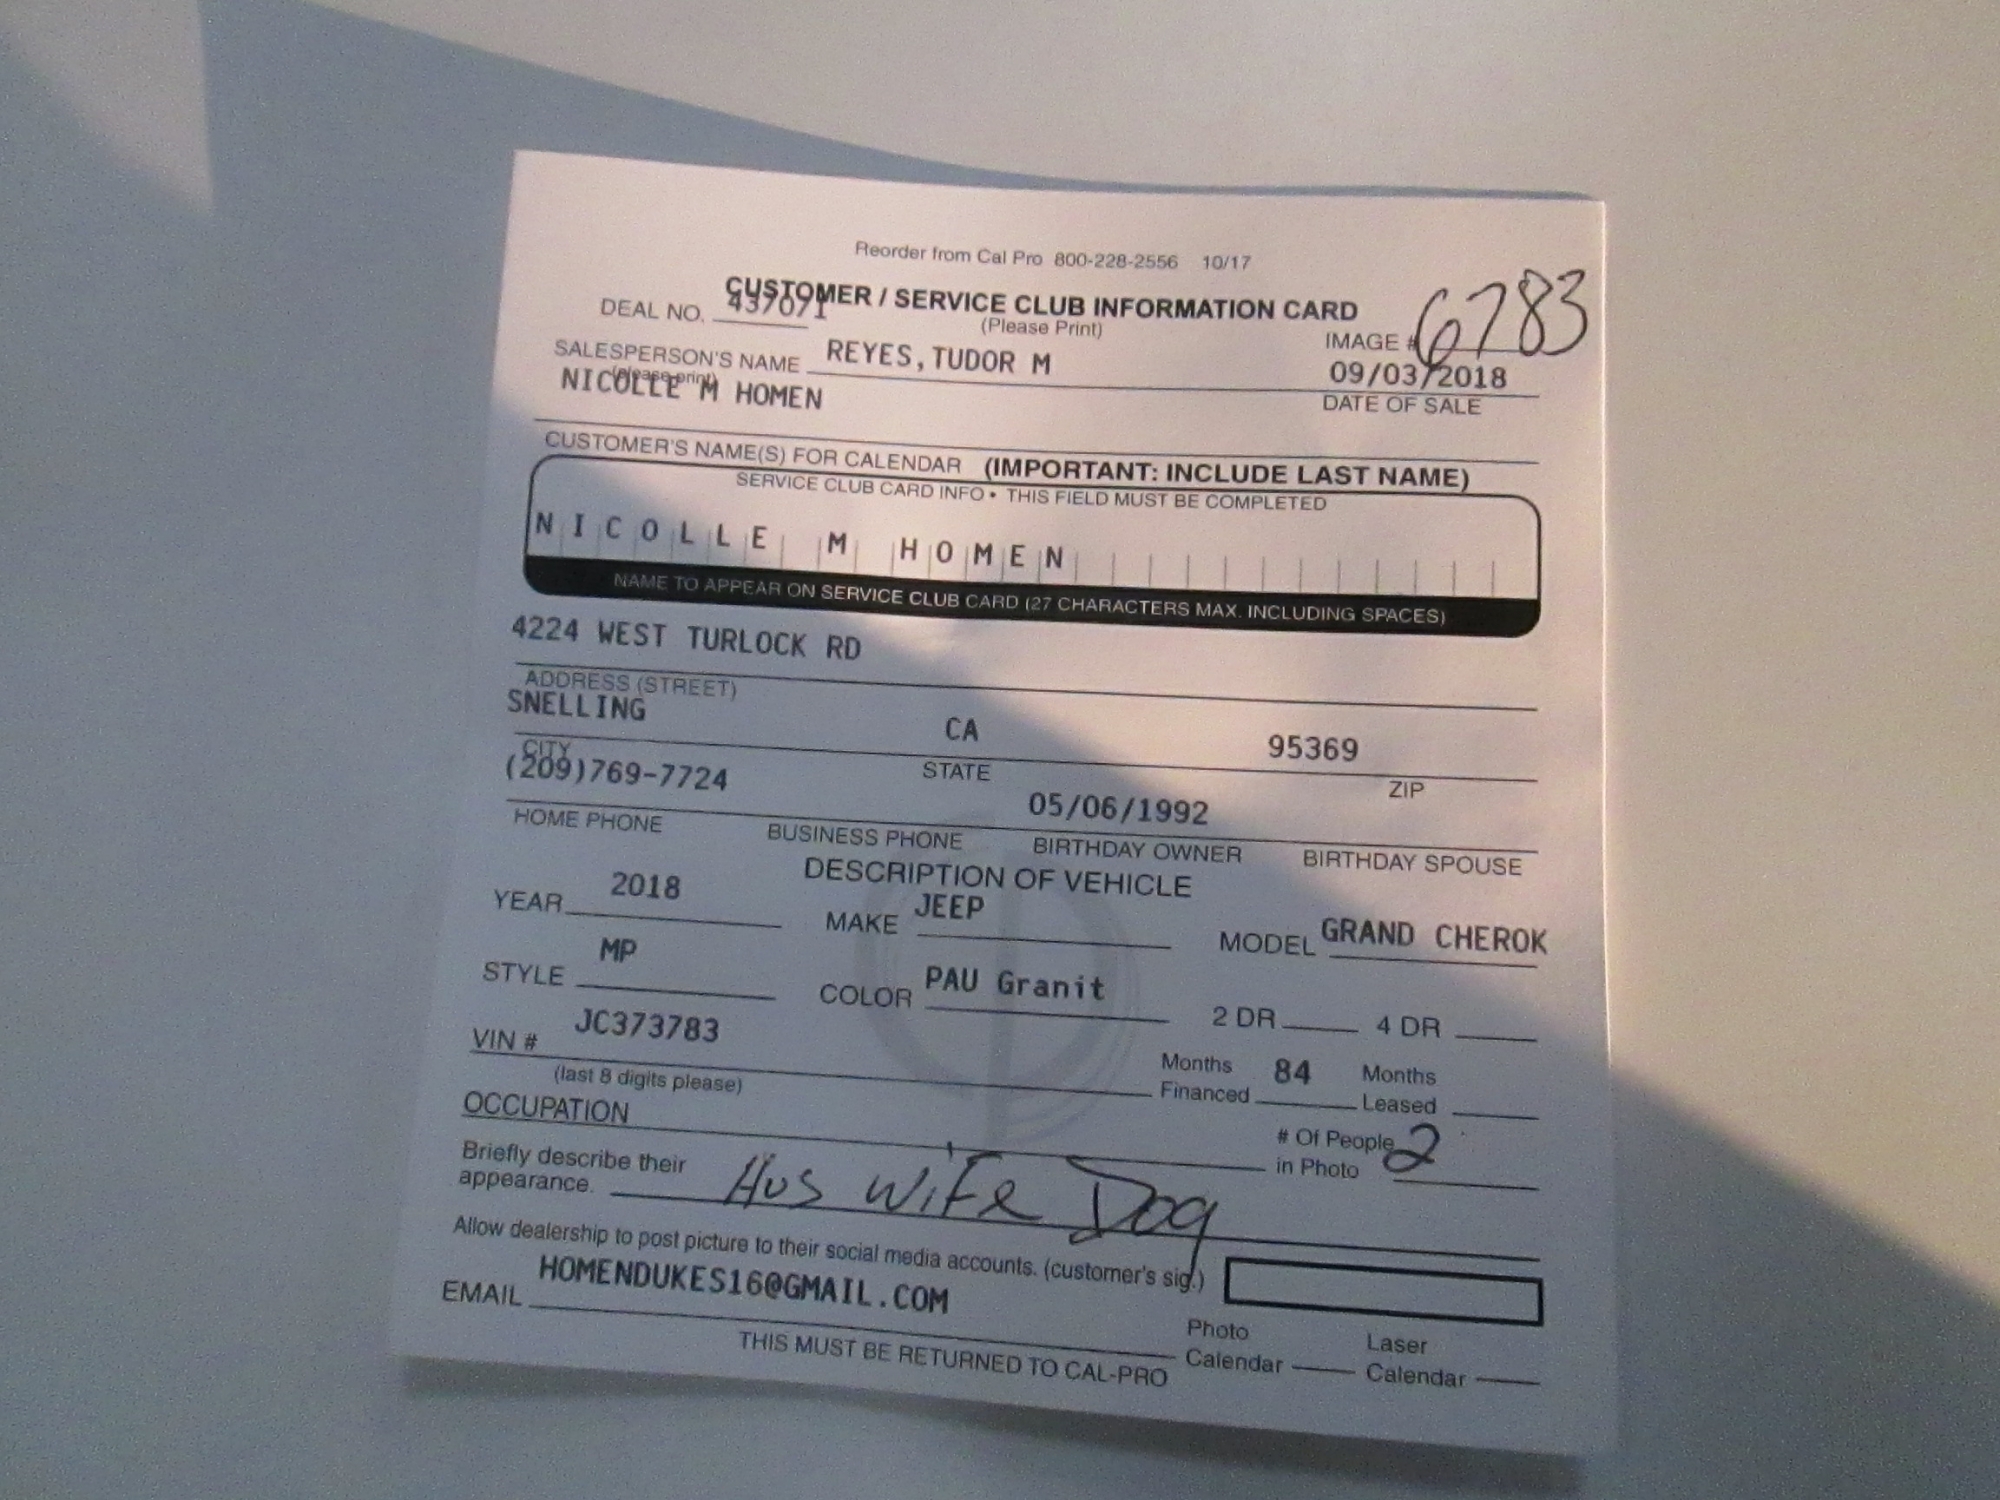 Reorder from Cal Pro 800-228-2556 10/17
CUSTOMER / SERVICE CLUB INFORMATION CARD
DEAL NO. 437071 (Please Print) IMAGE # 6783
SALESPERSON'S NAME REYES,TUDOR M 09/03/2018
(please print) DATE OF SALE
NICOLLE M HOMEN
CUSTOMER'S NAME(S) FOR CALENDAR (IMPORTANT: INCLUDE LAST NAME)
SERVICE CLUB CARD INFO • THIS FIELD MUST BE COMPLETED
NICOLLE M HOMEN
NAME TO APPEAR ON SERVICE CLUB CARD (27 CHARACTERS MAX. INCLUDING SPACES)
4224 WEST TURLOCK RD
ADDRESS (STREET)
SNELLING CA 95369
CITY STATE ZIP
(209)769-7724 05/06/1992
HOME PHONE BUSINESS PHONE BIRTHDAY OWNER BIRTHDAY SPOUSE
DESCRIPTION OF VEHICLE
YEAR 2018 MAKE JEEP MODEL GRAND CHEROK
STYLE MP COLOR PAU Granit 2 DR 4 DR
VIN # JC373783 Months Financed 84 Months Leased
(last 8 digits please)
OCCUPATION # Of People in Photo 2
Briefly describe their appearance. Hus wife Dog
Allow dealership to post picture to their social media accounts. (customer's sig.)
EMAIL HOMENDUKES16@GMAIL.COM
THIS MUST BE RETURNED TO CAL-PRO Photo Calendar Laser Calendar